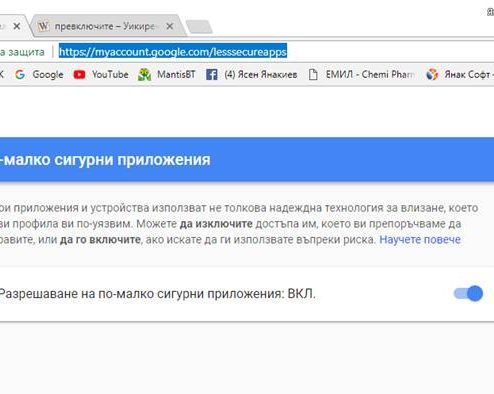 превключите – Уикиреч
а защита | https://myaccount.google.com/lesssecureapps
Google YouTube MantisBT (4) Ясен Янакиев ЕМИЛ - Chemi Pharm Янак Софт -
-малко сигурни приложения
ои приложения и устройства използват не толкова надеждна технология за влизане, което
ви профила ви по-уязвим. Можете да изключите достъпа им, което ви препоръчваме да
равите, или да го включите, ако искате да ги използвате въпреки риска. Научете повече
Разрешаване на по-малко сигурни приложения: ВКЛ.